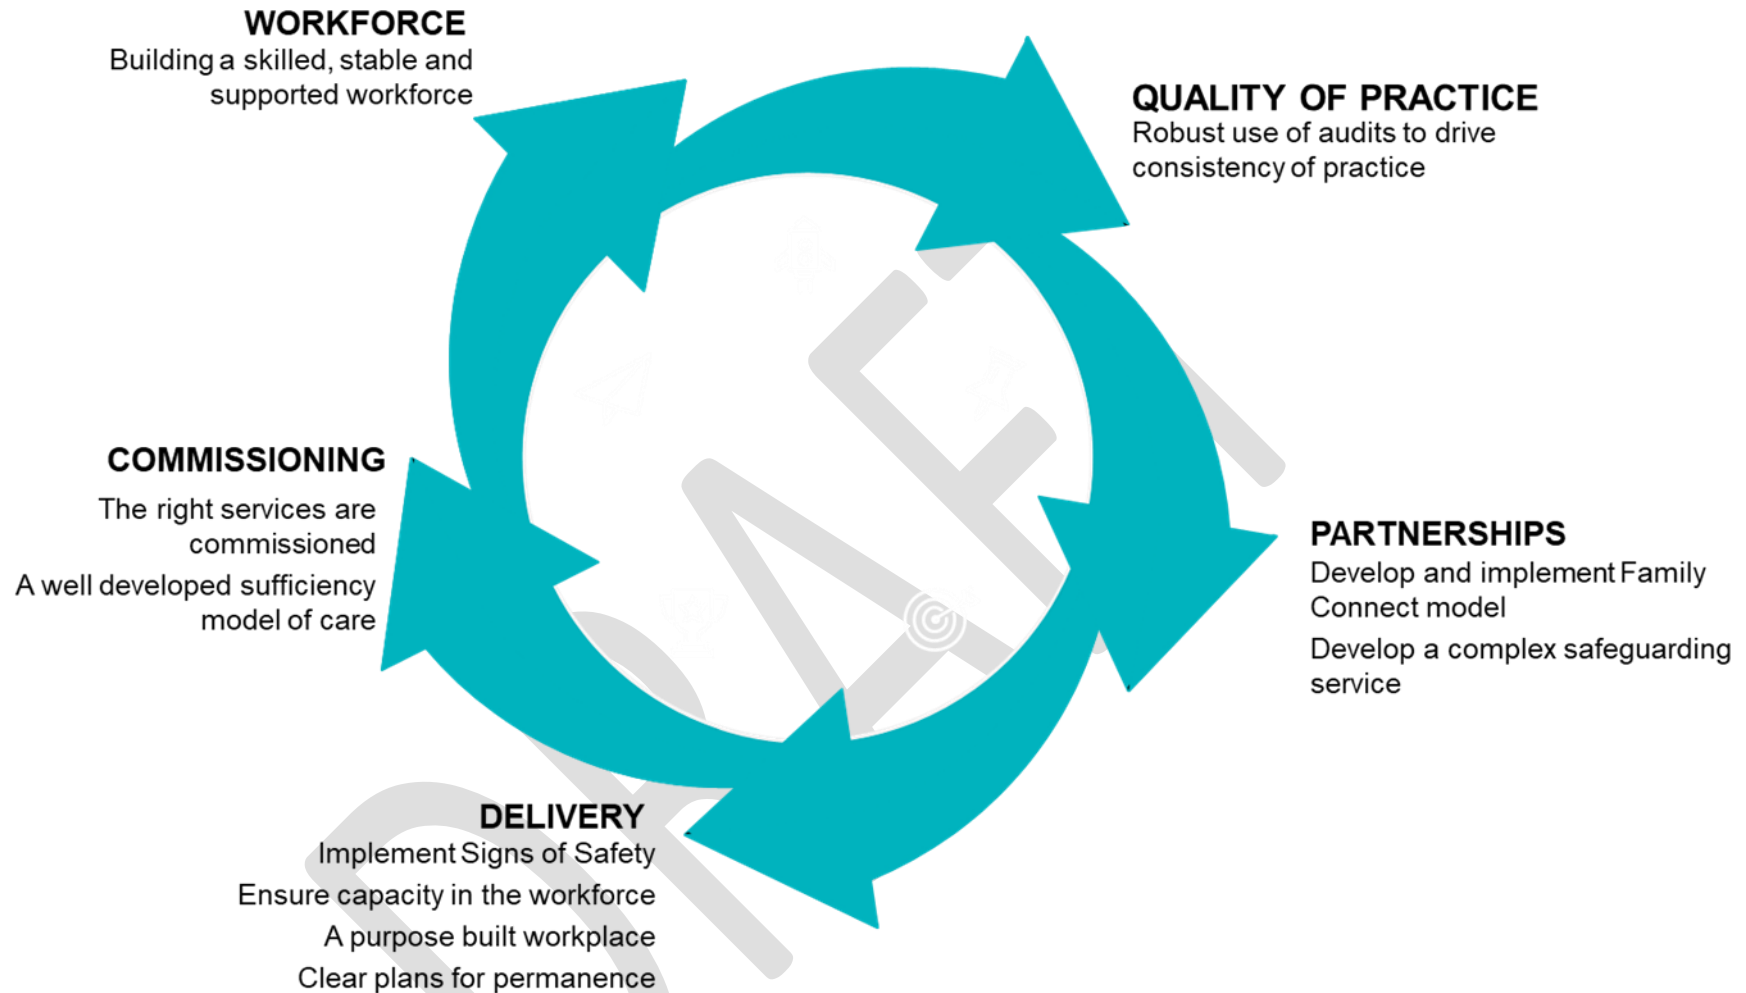 WORKFORCE
Building a skilled, stable and
supported workforce
QUALITY OF PRACTICE
Robust use of audits to drive
consistency of practice
PARTNERSHIPS
Develop and implement Family
Connect model
Develop a complex safeguarding
service
DELIVERY
Implement Signs of Safety
Ensure capacity in the workforce
A purpose built workplace
Clear plans for permanence
COMMISSIONING
The right services are
commissioned
A well developed sufficiency
model of care
DRAFT